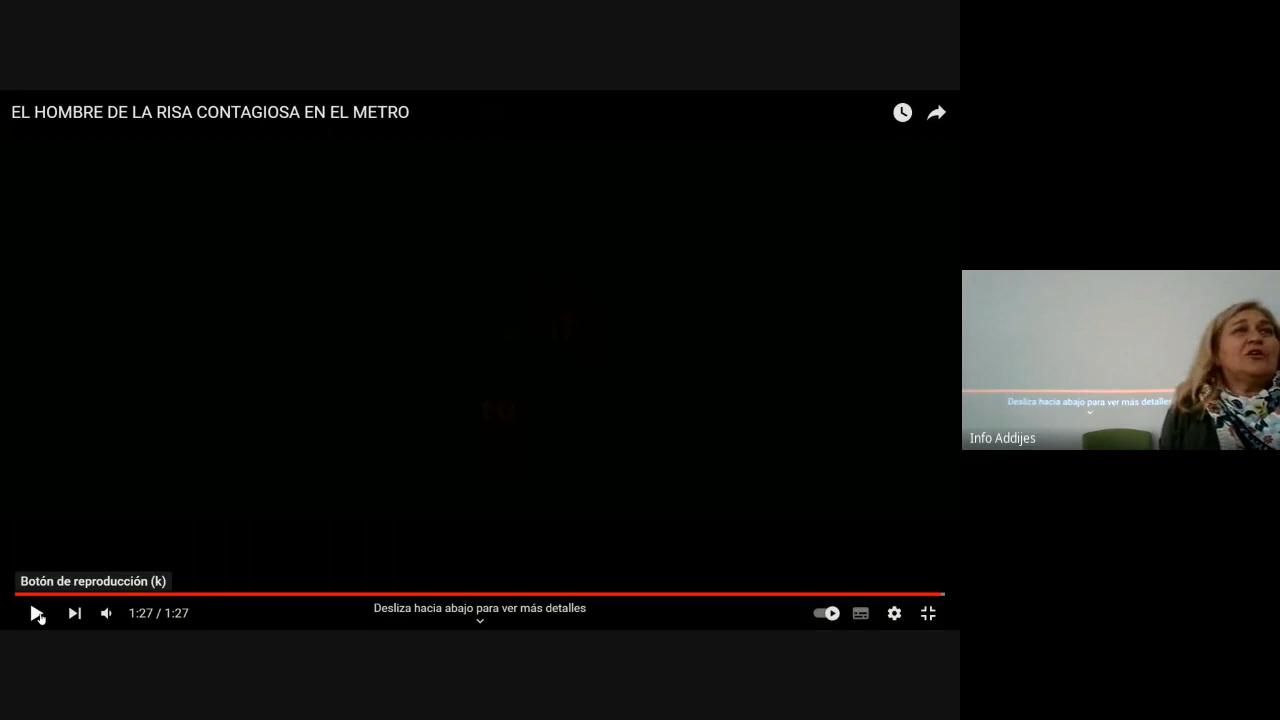 EL HOMBRE DE LA RISA CONTAGIOSA EN EL METRO
Desliza hacia abajo para ver más detalles
Info Addijes
Botón de reproducción (k)
1:27 / 1:27
Desliza hacia abajo para ver más detalles